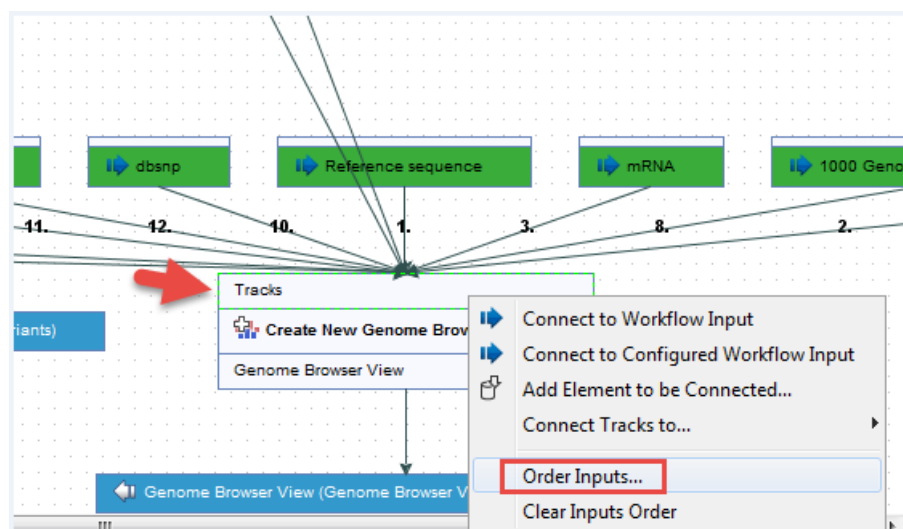 dbsnp
Reference sequence
mRNA
1000 Geno
11.
12.
10.
1.
3.
8.
2.
Tracks
iants)
Create New Genome Brow
Genome Browser View
Genome Browser View (Genome Browser V
Connect to Workflow Input
Connect to Configured Workflow Input
Add Element to be Connected...
Connect Tracks to...
Order Inputs...
Clear Inputs Order